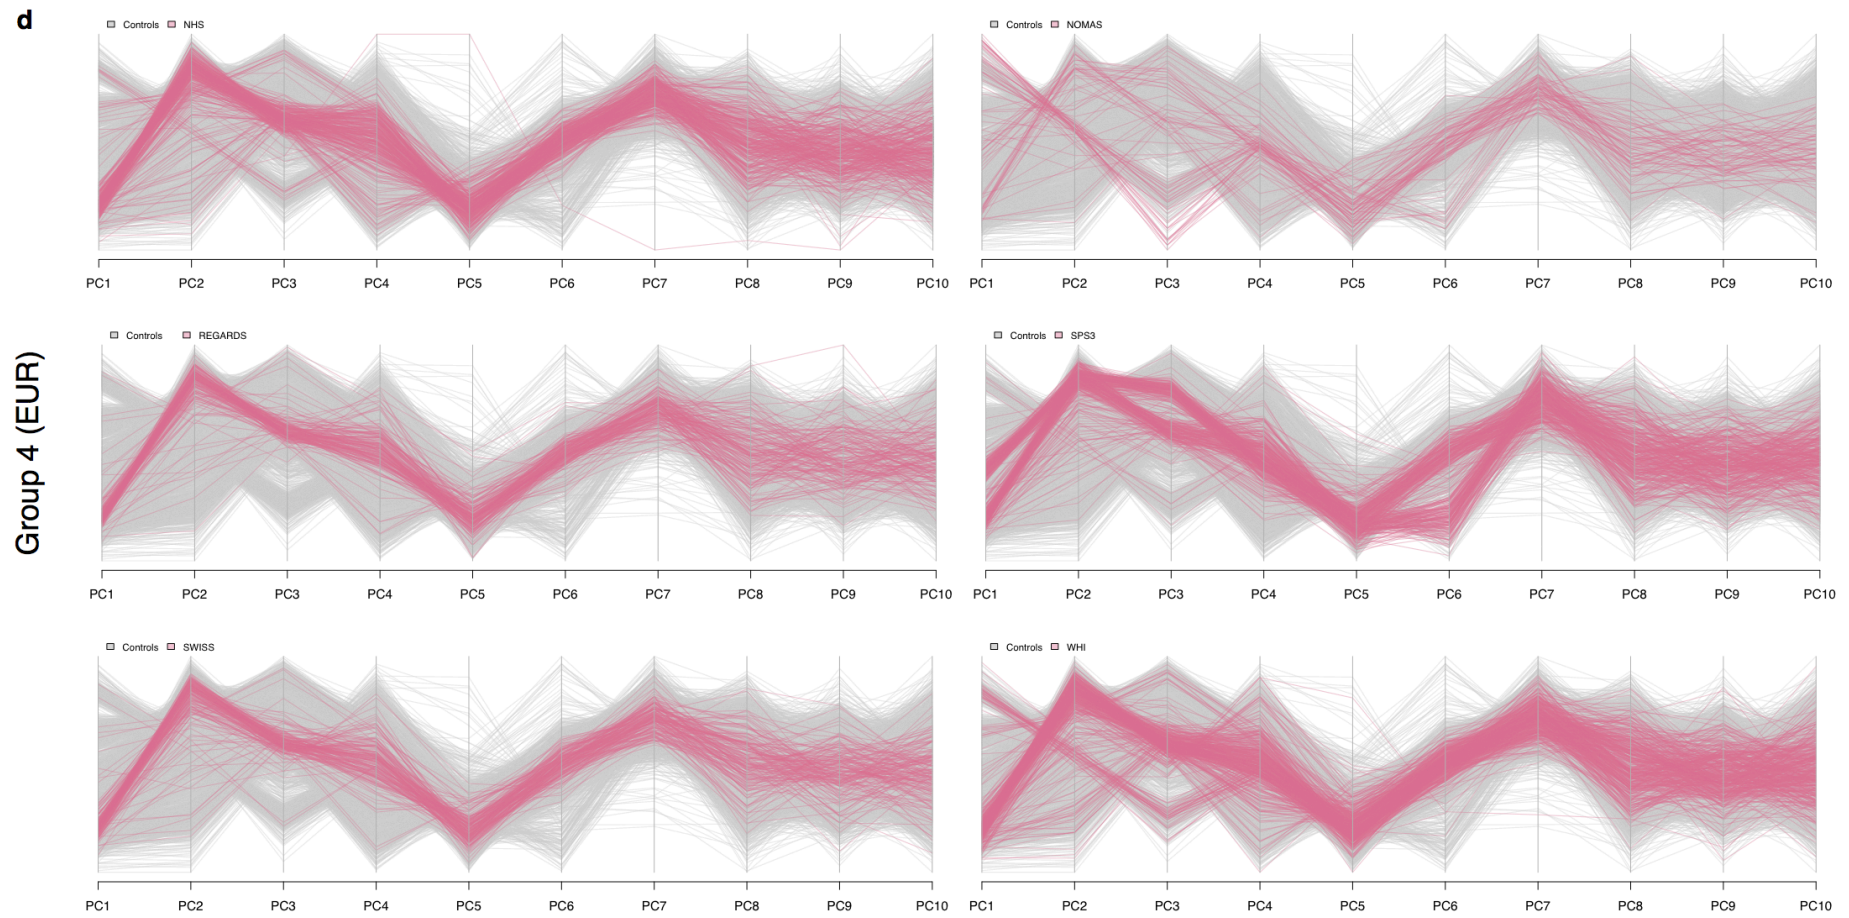 d
Controls NHS
Controls NOMAS
PC1 PC2 PC3 PC4 PC5 PC6 PC7 PC8 PC9 PC10
PC1 PC2 PC3 PC4 PC5 PC6 PC7 PC8 PC9 PC10
Group 4 (EUR)
Controls REGARDS
Controls SPS3
PC1 PC2 PC3 PC4 PC5 PC6 PC7 PC8 PC9 PC10
PC1 PC2 PC3 PC4 PC5 PC6 PC7 PC8 PC9 PC10
Controls SWISS
Controls WHI
PC1 PC2 PC3 PC4 PC5 PC6 PC7 PC8 PC9 PC10
PC1 PC2 PC3 PC4 PC5 PC6 PC7 PC8 PC9 PC10